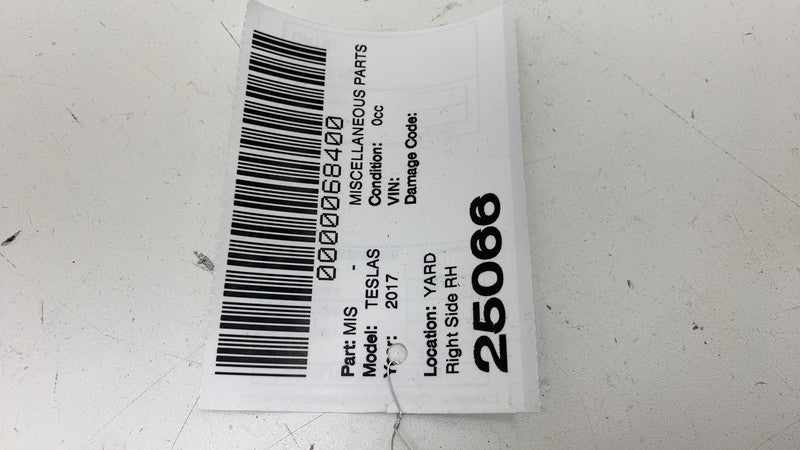 0000068400
Part: MIS - MISCELLANEOUS PARTS
Model: TESLAS Condition: 0cc
Year: 2017 VIN:
Damage Code:
Location: YARD
Right Side RH
25066